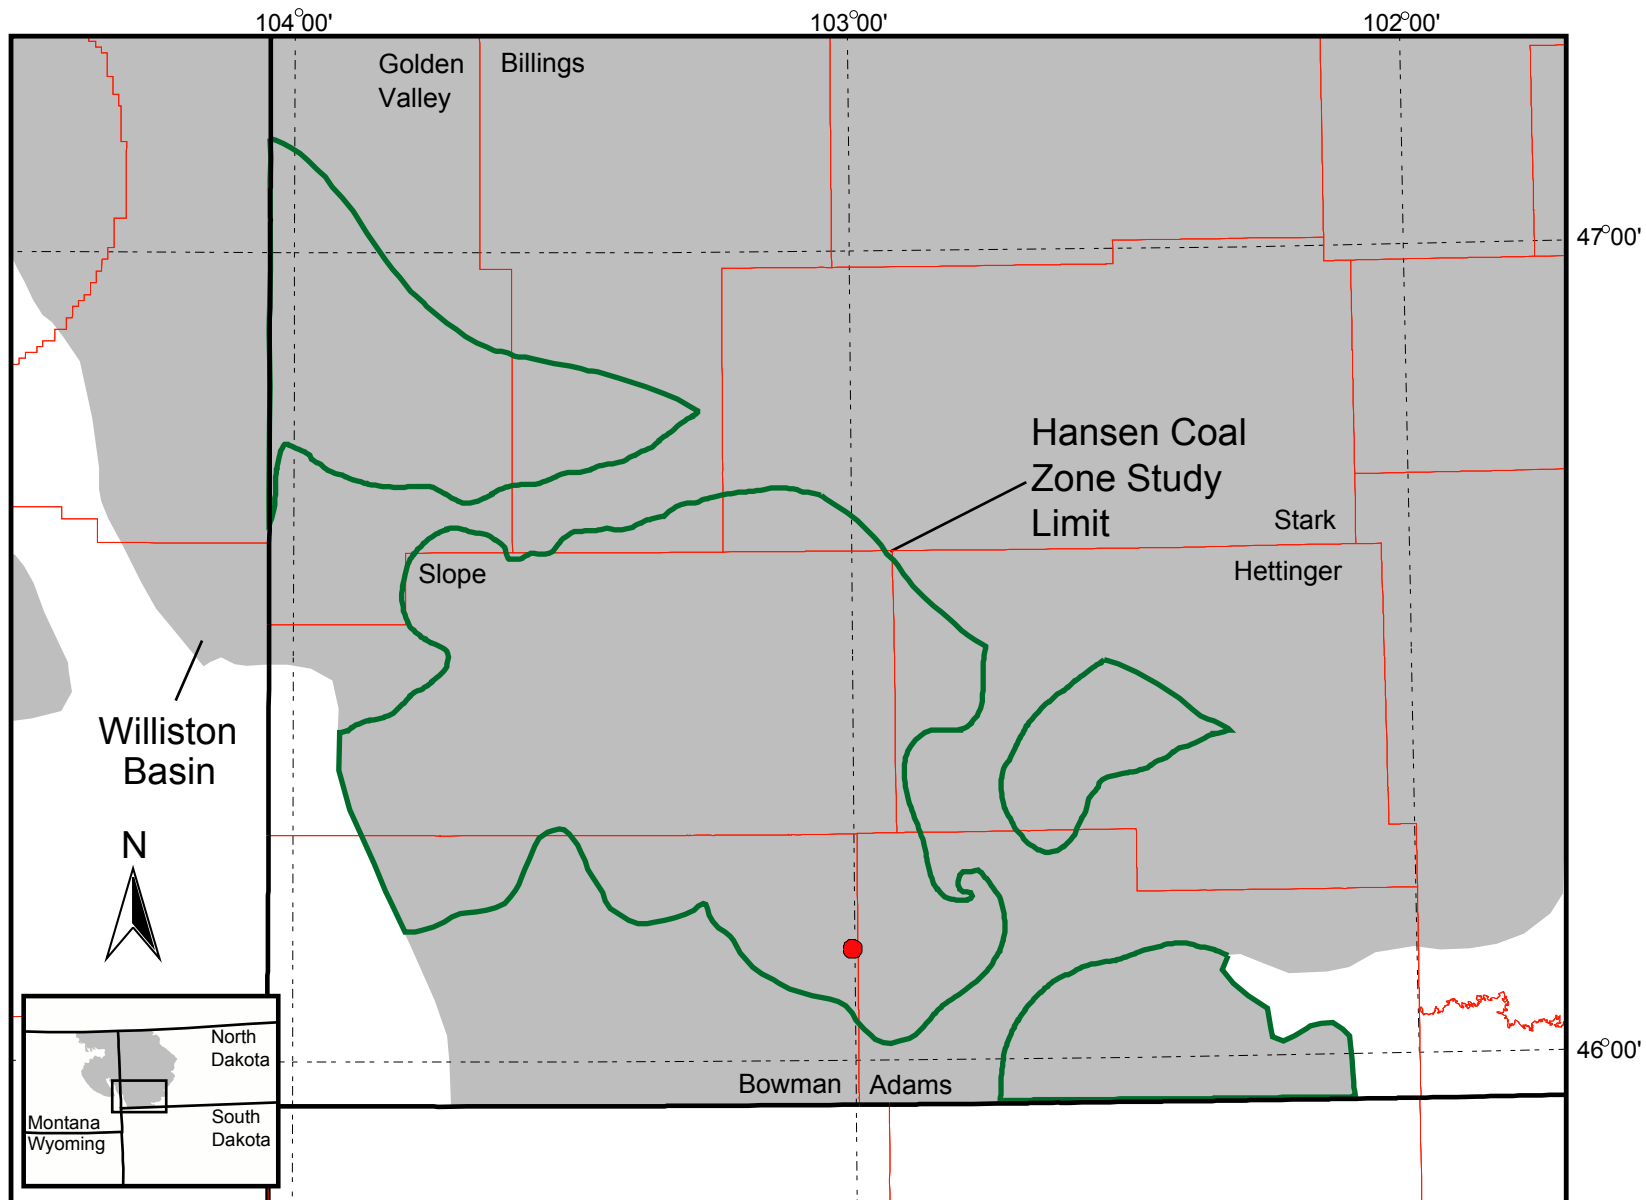 104°00'
103°00'
102°00'
Golden
Valley
Billings
47°00'
Hansen Coal
Zone Study
Limit
Stark
Slope
Hettinger
Williston
Basin
N
North
Dakota
Montana
Wyoming
South
Dakota
46°00'
Bowman
Adams